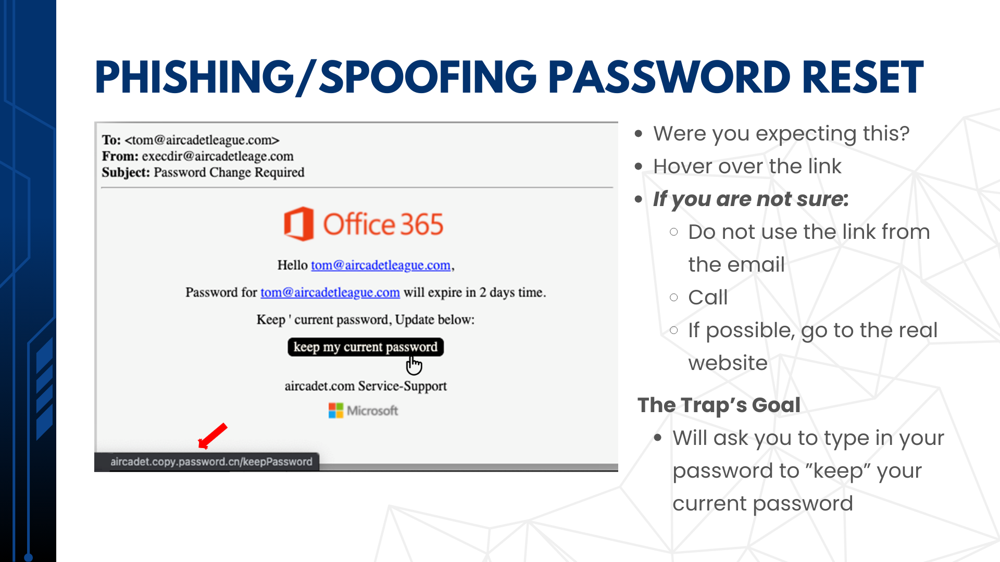 PHISHING/SPOOFING PASSWORD RESET
To: <tom@aircadetleague.com>
From: execdir@aircadetleage.com
Subject: Password Change Required
Office 365
Hello tom@aircadetleague.com,
Password for tom@aircadetleague.com will expire in 2 days time.
Keep ' current password, Update below:
keep my current password
aircadet.com Service-Support
Microsoft
aircadet.copy.password.cn/keepPassword
• Were you expecting this?
• Hover over the link
• If you are not sure:
○ Do not use the link from
the email
○ Call
○ If possible, go to the real
website
The Trap’s Goal
• Will ask you to type in your
password to ”keep” your
current password